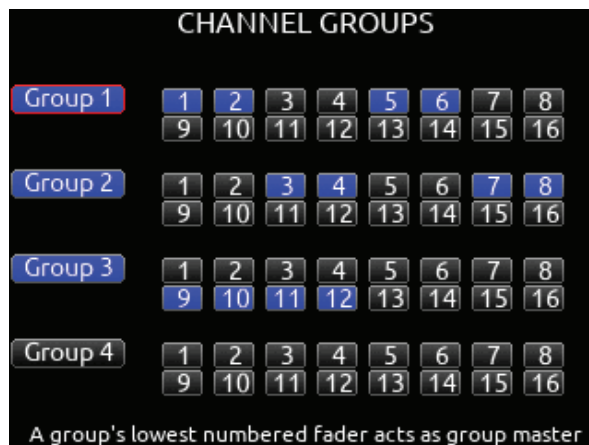 CHANNEL GROUPS
Group 1 1 2 3 4 5 6 7 8
9 10 11 12 13 14 15 16
Group 2 1 2 3 4 5 6 7 8
9 10 11 12 13 14 15 16
Group 3 1 2 3 4 5 6 7 8
9 10 11 12 13 14 15 16
Group 4 1 2 3 4 5 6 7 8
9 10 11 12 13 14 15 16
A group's lowest numbered fader acts as group master